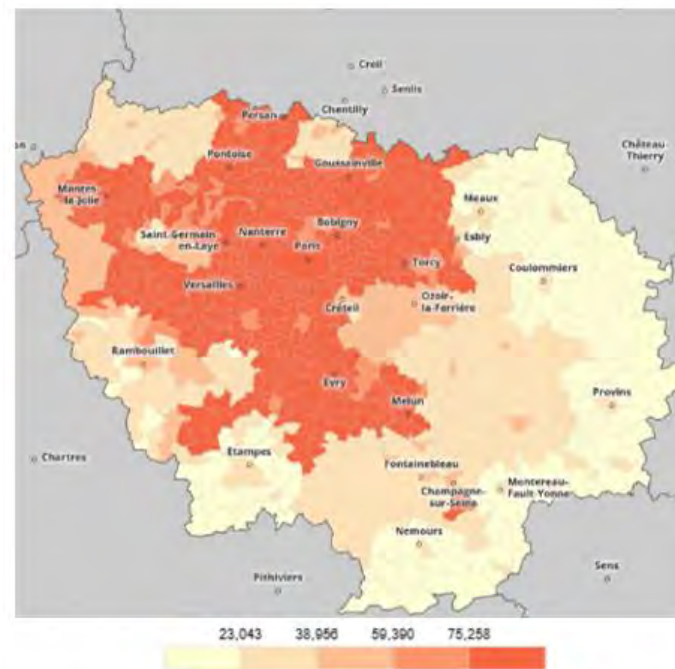 Creil
Senlis
Chantilly
Persan
Château-
Thierry
Pontoise
Goussainville
Meaux
Mantes-
la-Jolie
Saint-Germain-
en-Laye
Nanterre
Bobigny
Paris
Esbly
Torcy
Coulommiers
Versailles
Créteil
Ozoir-
la-Ferrière
Rambouillet
Evry
Melun
Provins
Chartres
Etampes
Fontainebleau
Champagne-
sur-Seine
Montereau-
Fault-Yonne
Nemours
Pithiviers
Sens
23,043 38,956 59,390 75,258